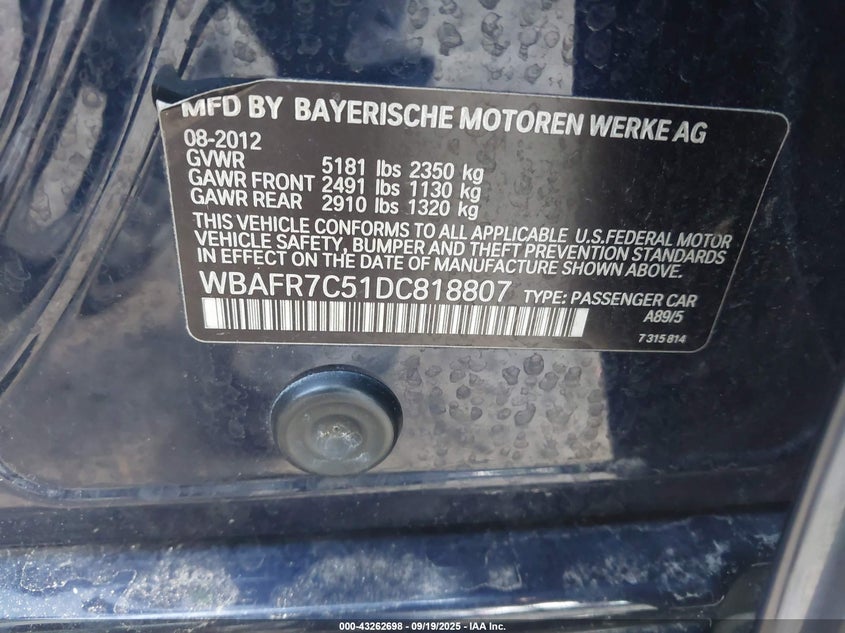 MFD BY BAYERISCHE MOTOREN WERKE AG
08-2012
GVWR 5181 lbs 2350 kg
GAWR FRONT 2491 lbs 1130 kg
GAWR REAR 2910 lbs 1320 kg
THIS VEHICLE CONFORMS TO ALL APPLICABLE U.S.FEDERAL MOTOR
VEHICLE SAFETY, BUMPER AND THEFT PREVENTION STANDARDS
IN EFFECT ON THE DATE OF MANUFACTURE SHOWN ABOVE.
WBAFR7C51DC818807 TYPE: PASSENGER CAR
A89/5
7 315 814
000-43262698 - 09/19/2025 - IAA Inc.